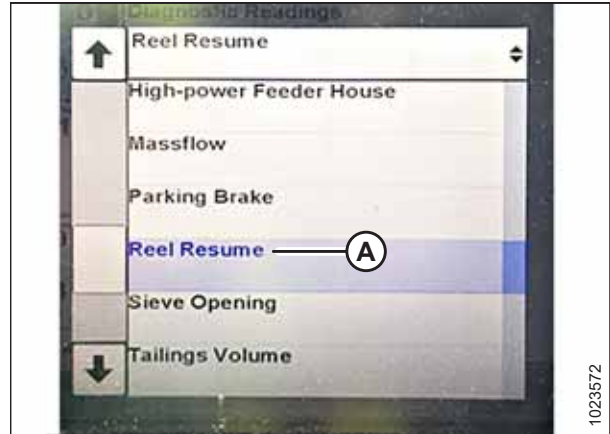 Diagnostic Readings
Reel Resume
High-power Feeder House
Massflow
Parking Brake
Reel Resume
A
Sieve Opening
Tailings Volume
1023572